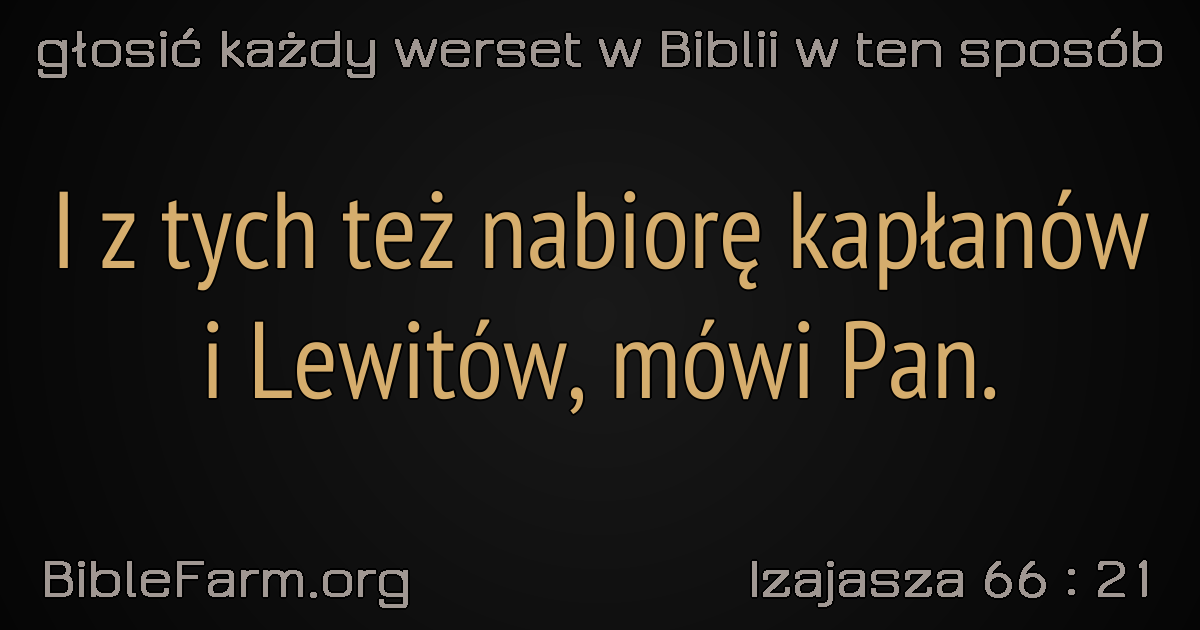 głosić każdy werset w Biblii w ten sposób
I z tych też nabiorę kapłanów
i Lewitów, mówi Pan.
BibleFarm.org
Izajasza 66 : 21